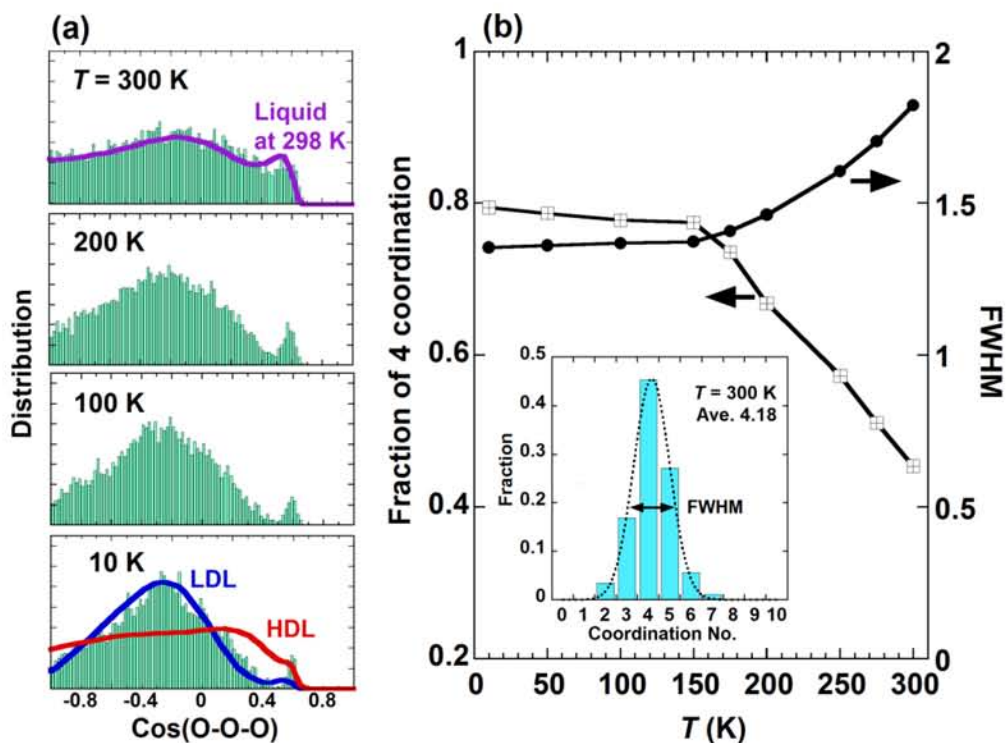 (a)
T = 300 K
Liquid
at 298 K
200 K
100 K
10 K
LDL
HDL
Distribution
-0.8 -0.4 0 0.4 0.8
Cos(O-O-O)
(b)
1
0.8
0.6
0.4
0.2
Fraction of 4 coordination
2
1.5
1
0.5
0
FWHM
0.5
0.4
0.3
0.2
0.1
0
Fraction
T = 300 K
Ave. 4.18
FWHM
0 1 2 3 4 5 6 7 8 9 10
Coordination No.
0 50 100 150 200 250 300
T (K)